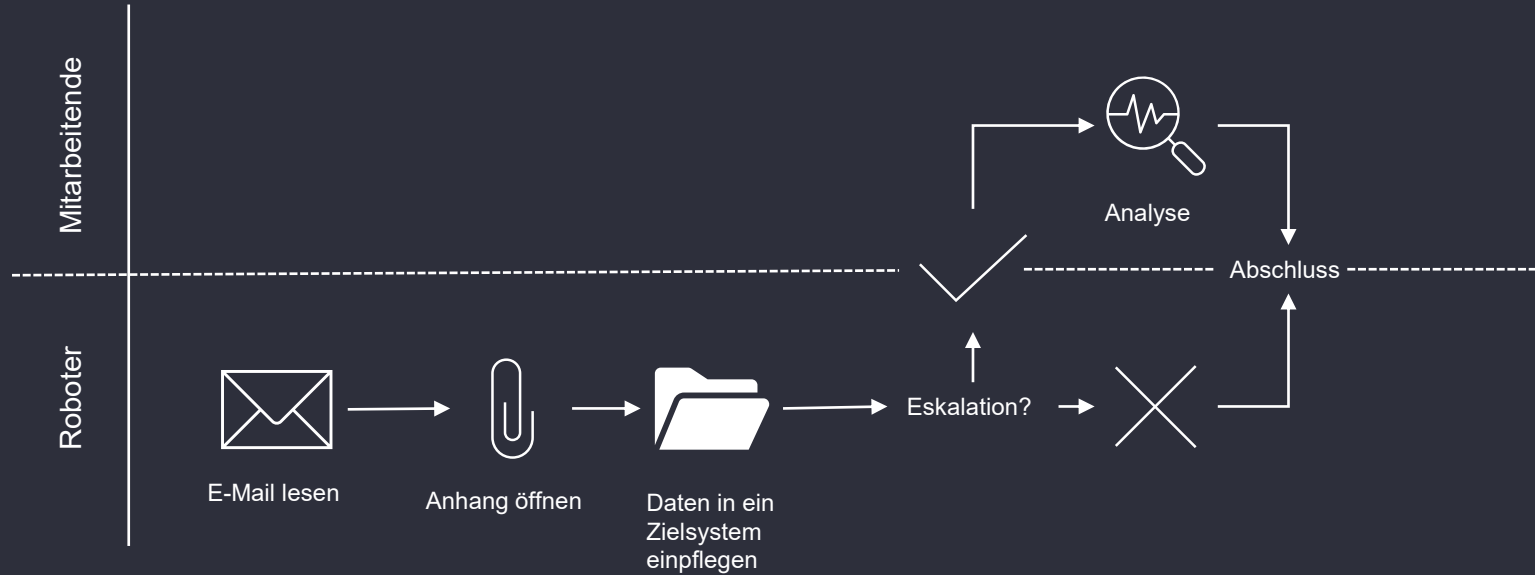 Mitarbeitende
Analyse
Abschluss
Roboter
Eskalation?
E-Mail lesen
Anhang öffnen
Daten in ein
Zielsystem
einpflegen